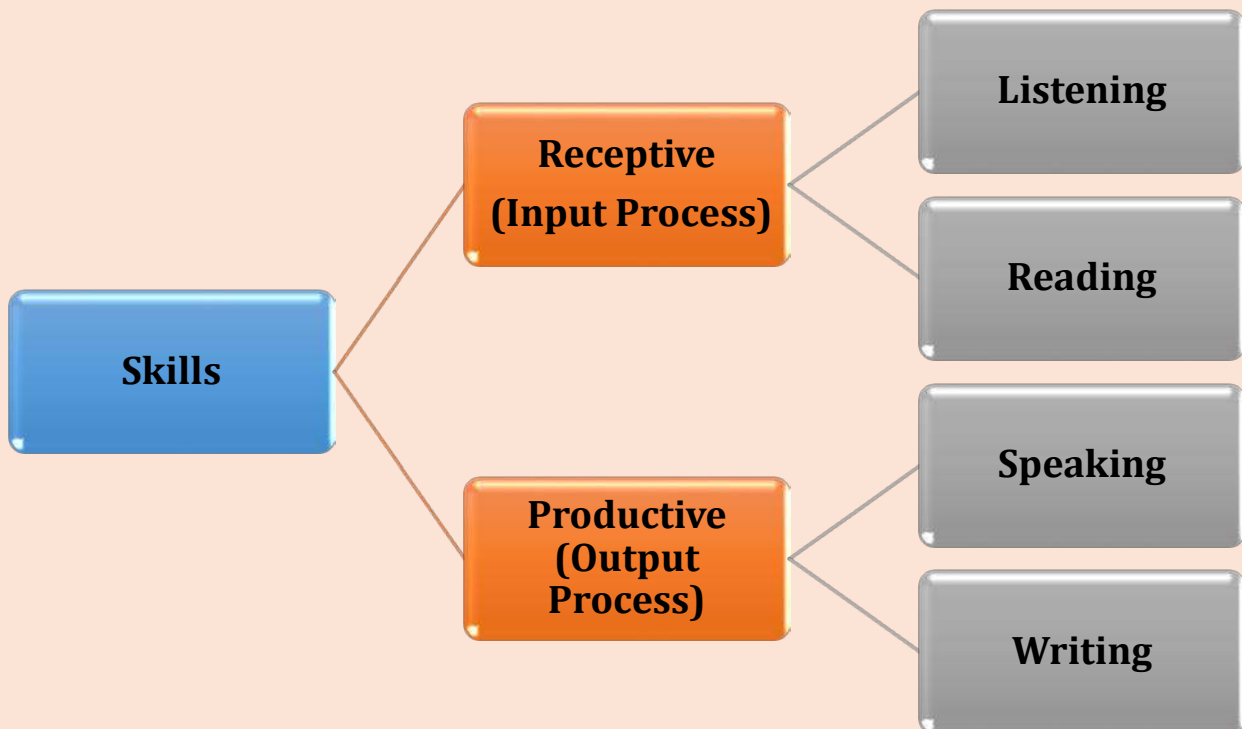 Skills
Receptive
(Input Process)
Productive
(Output
Process)
Listening
Reading
Speaking
Writing